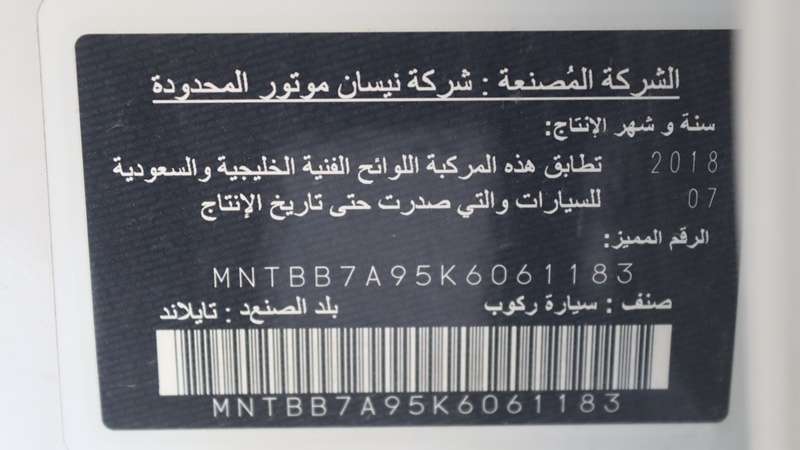 الشركة المُصنعة : شركة نيسان موتور المحدودة
سنة و شهر الإنتاج:
2018 تطابق هذه المركبة اللوائح الفنية الخليجية والسعودية
07 للسيارات والتي صدرت حتى تاريخ الإنتاج
الرقم المميز:
MNTBB7A95K6061183
صنف : سيارة ركوب بلد الصنعد : تايلاند
MNTBB7A95K6061183